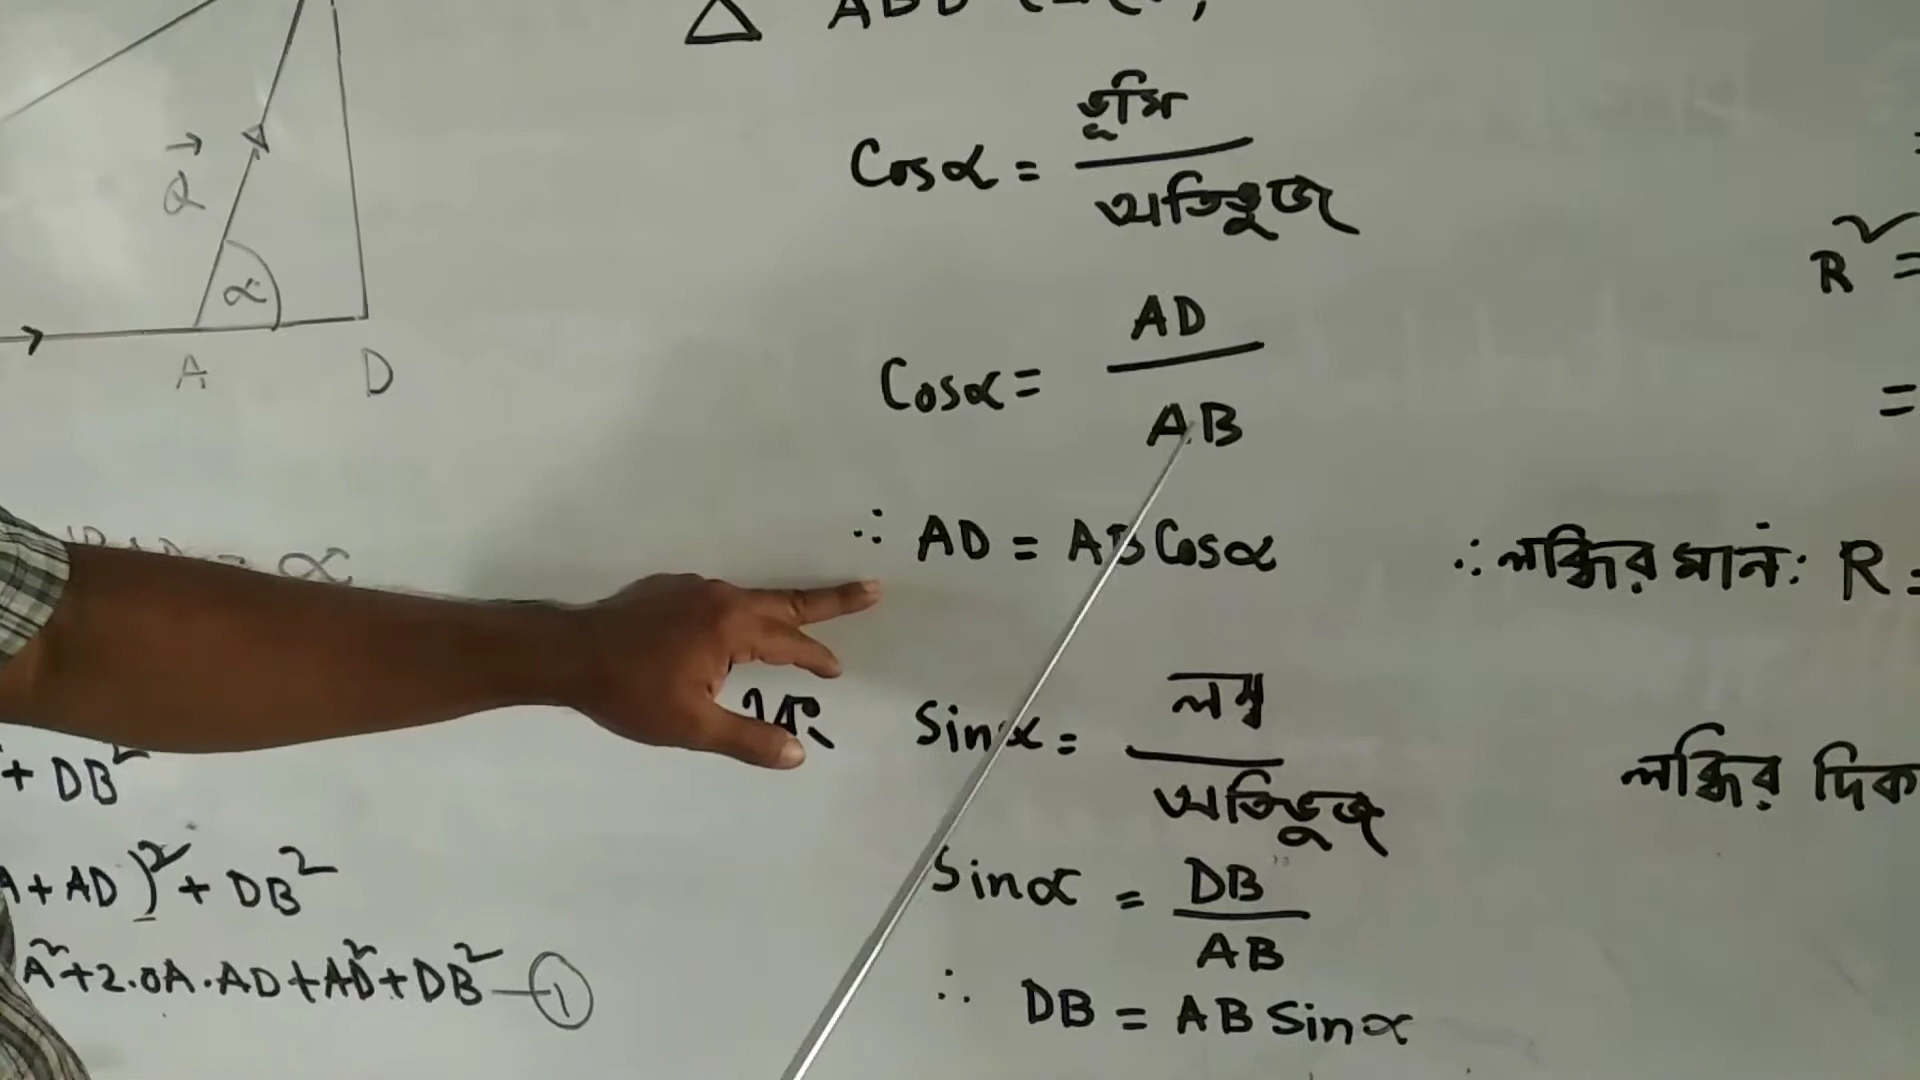 Q
α
A D
+ DB²
+ AD )² + DB²
A² + 2.OA.AD + AD² + DB² — ①
Cosα = ভূমি / অতিভুজ
Cosα = AD / AB
∴ AD = AB Cosα
Sinα = লম্ব / অতিভুজ
Sinα = DB / AB
∴ DB = AB Sinα
R² =
=
∴ লব্ধির মান: R =
লব্ধির দিক